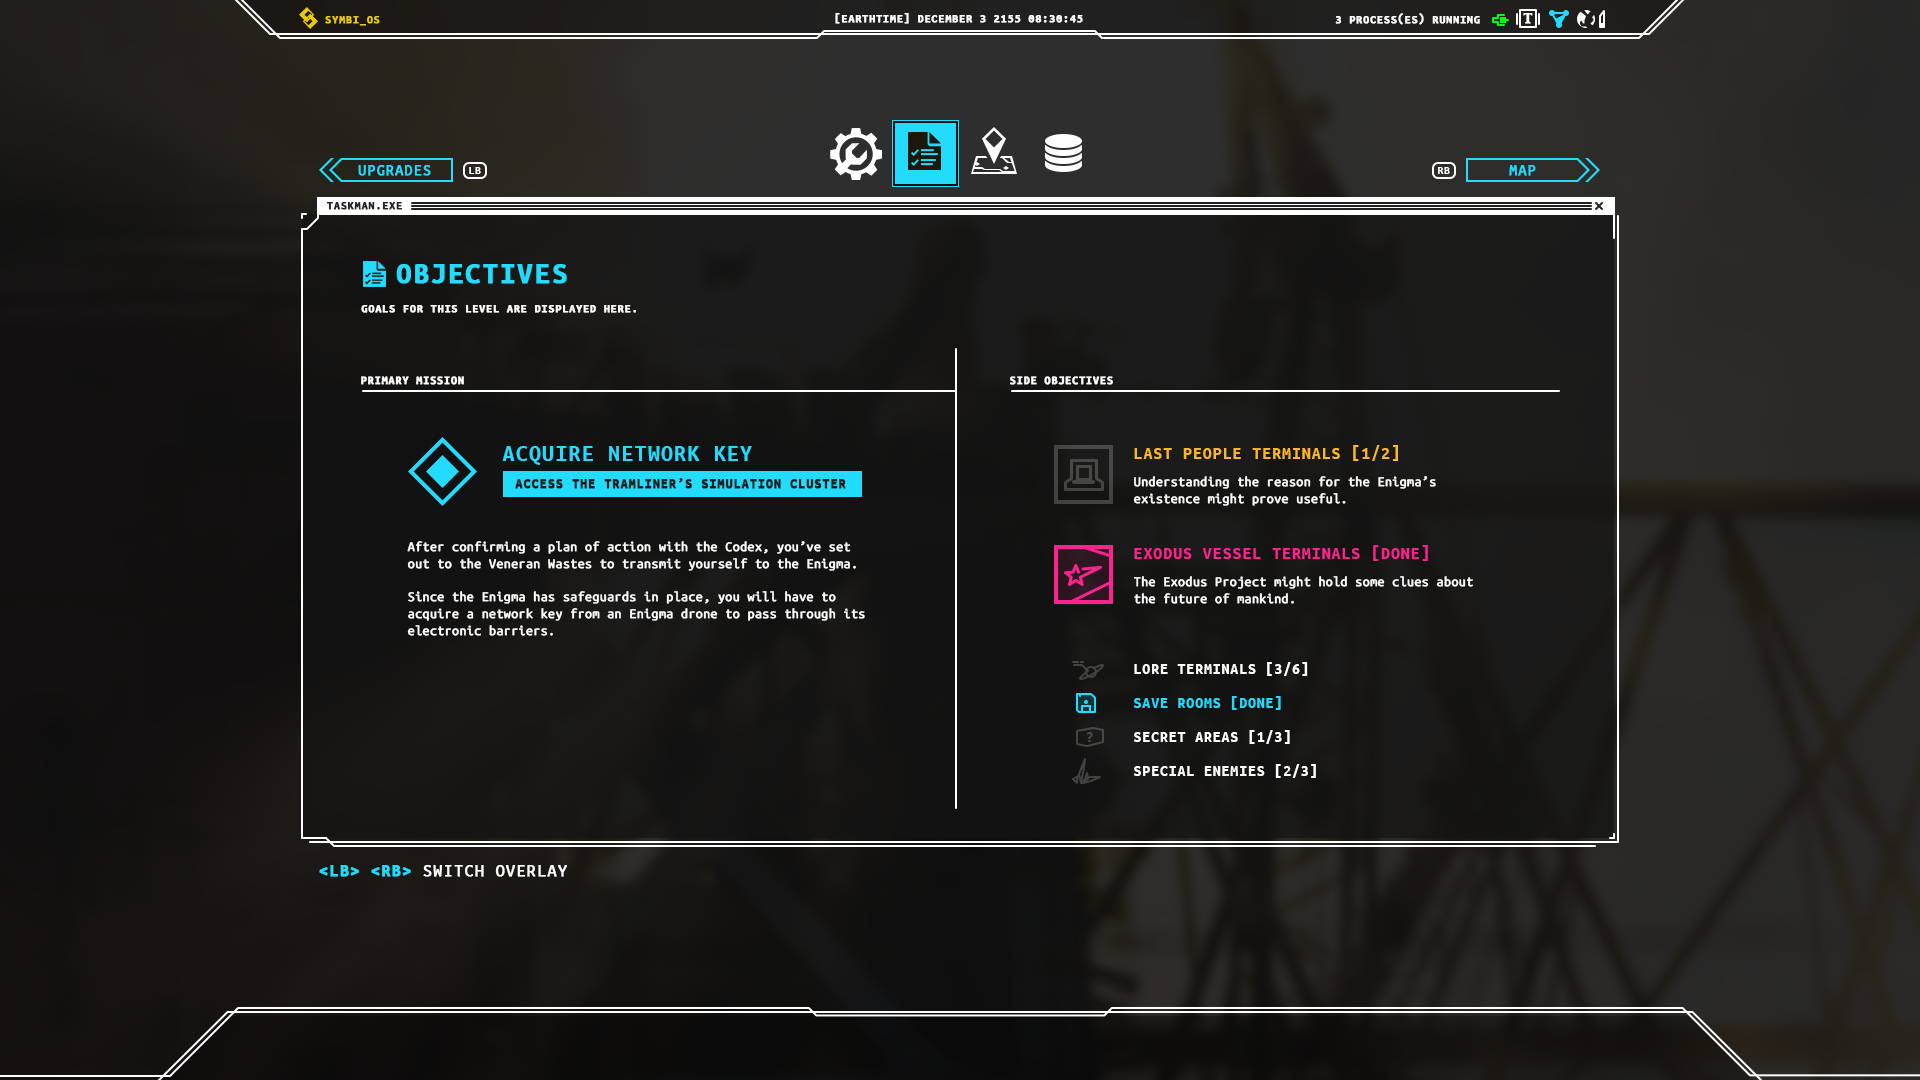 SYMBI_OS
[EARTHTIME] DECEMBER 3 2155 08:30:45
3 PROCESS(ES) RUNNING
T
UPGRADES
LB
RB
MAP
TASKMAN.EXE
OBJECTIVES
GOALS FOR THIS LEVEL ARE DISPLAYED HERE.
PRIMARY MISSION
ACQUIRE NETWORK KEY
ACCESS THE TRAMLINER’S SIMULATION CLUSTER
After confirming a plan of action with the Codex, you’ve set
out to the Veneran Wastes to transmit yourself to the Enigma.
Since the Enigma has safeguards in place, you will have to
acquire a network key from an Enigma drone to pass through its
electronic barriers.
SIDE OBJECTIVES
LAST PEOPLE TERMINALS [1/2]
Understanding the reason for the Enigma’s
existence might prove useful.
EXODUS VESSEL TERMINALS [DONE]
The Exodus Project might hold some clues about
the future of mankind.
LORE TERMINALS [3/6]
SAVE ROOMS [DONE]
?
SECRET AREAS [1/3]
SPECIAL ENEMIES [2/3]
<LB> <RB> SWITCH OVERLAY